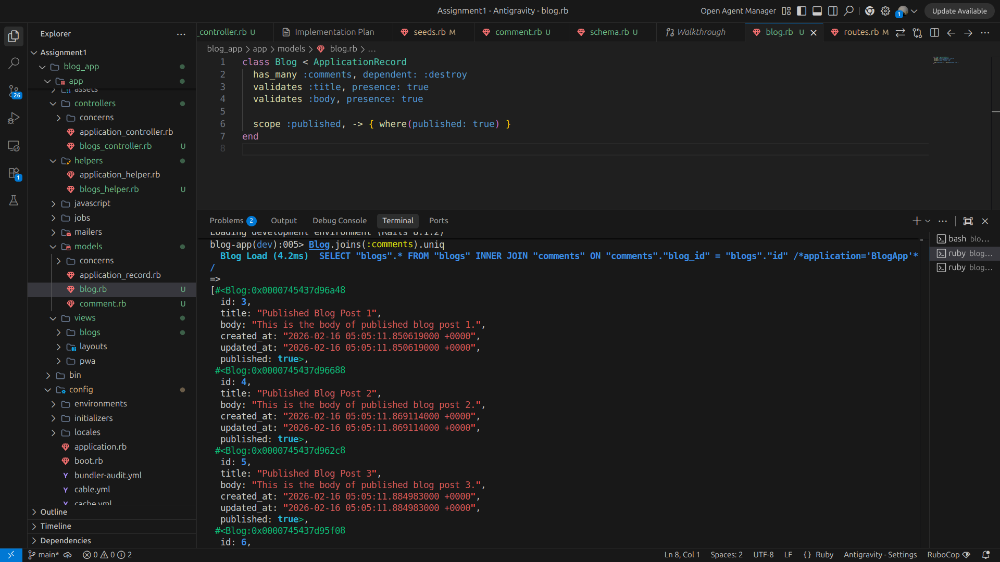 Assignment1 - Antigravity - blog.rb
Open Agent Manager
1
Update Available
Explorer
_controller.rb U
Implementation Plan
seeds.rb M
comment.rb U
schema.rb U
Walkthrough
blog.rb U
routes.rb M
Assignment1
blog_app
app
assets
controllers
concerns
application_controller.rb
blogs_controller.rb U
helpers
application_helper.rb
blogs_helper.rb U
javascript
jobs
mailers
models
concerns
application_record.rb
blog.rb U
comment.rb U
views
blogs
layouts
pwa
bin
config
environments
initializers
locales
application.rb
boot.rb
bundler-audit.yml
cable.yml
cache.yml
Outline
Timeline
Dependencies
26
1
blog_app > app > models > blog.rb > ...
1 class Blog < ApplicationRecord
2 has_many :comments, dependent: :destroy
3 validates :title, presence: true
4 validates :body, presence: true
5
6 scope :published, -> { where(published: true) }
7 end
8
Problems 2 Output Debug Console Terminal Ports
Loading development environment (Rails 8.1.2)
blog-app(dev):005> Blog.joins(:comments).uniq
Blog Load (4.2ms) SELECT "blogs".* FROM "blogs" INNER JOIN "comments" ON "comments"."blog_id" = "blogs"."id" /*application='BlogApp'*
/
=>
[#<Blog:0x0000745437d96a48
id: 3,
title: "Published Blog Post 1",
body: "This is the body of published blog post 1.",
created_at: "2026-02-16 05:05:11.850619000 +0000",
updated_at: "2026-02-16 05:05:11.850619000 +0000",
published: true>,
#<Blog:0x0000745437d96688
id: 4,
title: "Published Blog Post 2",
body: "This is the body of published blog post 2.",
created_at: "2026-02-16 05:05:11.869114000 +0000",
updated_at: "2026-02-16 05:05:11.869114000 +0000",
published: true>,
#<Blog:0x0000745437d962c8
id: 5,
title: "Published Blog Post 3",
body: "This is the body of published blog post 3.",
created_at: "2026-02-16 05:05:11.884983000 +0000",
updated_at: "2026-02-16 05:05:11.884983000 +0000",
published: true>,
#<Blog:0x0000745437d95f08
id: 6,
bash blo...
ruby blog...
ruby blog...
main* 0 0 2
Ln 8, Col 1 Spaces: 2 UTF-8 LF {} Ruby Antigravity - Settings RuboCop